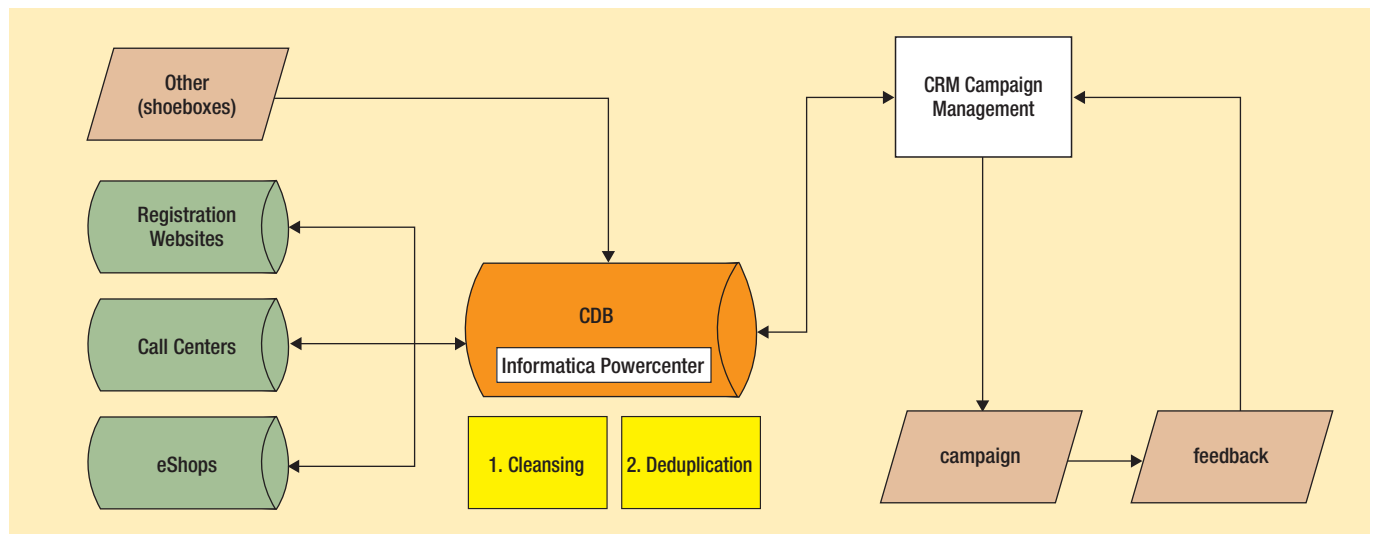 Other
(shoeboxes)
Registration
Websites
Call Centers
eShops
CDB
Informatica Powercenter
1. Cleansing
2. Deduplication
CRM Campaign
Management
campaign
feedback